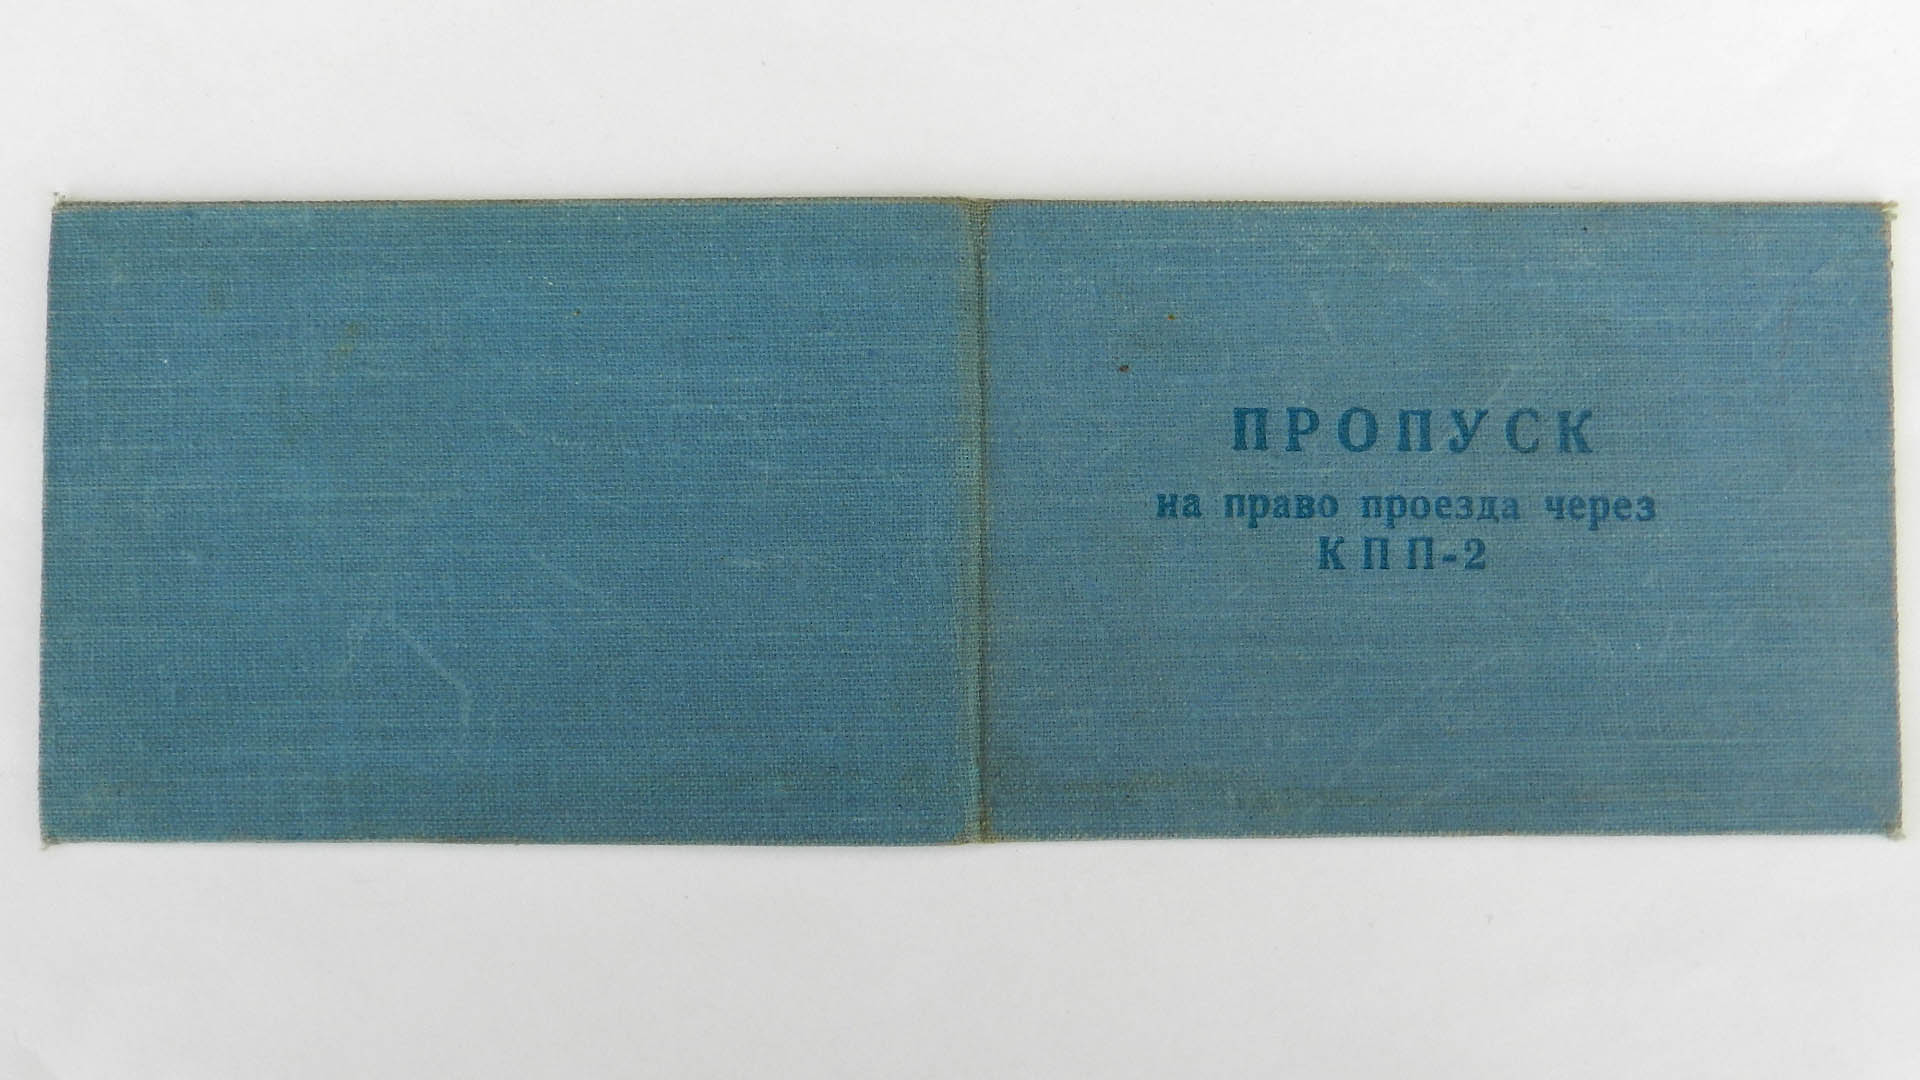 ПРОПУСК
на право проезда через
КПП-2